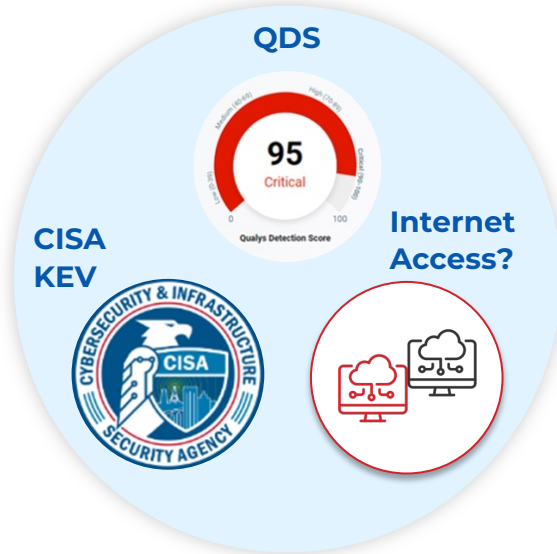 QDS
Low (0-39)
Medium (40-69)
High (70-89)
Critical (90-100)
95
Critical
0
100
Qualys Detection Score
CISA
KEV
CYBERSECURITY & INFRASTRUCTURE
CISA
SECURITY AGENCY
Internet
Access?